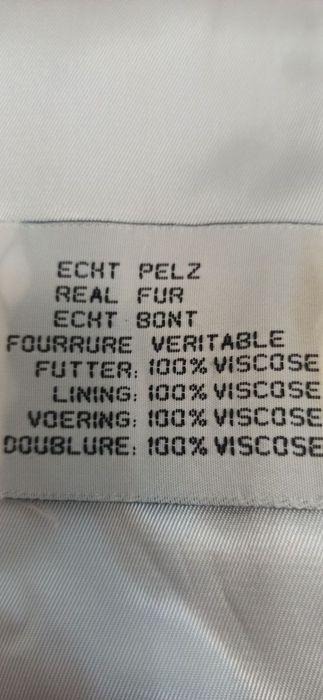 ECHT PELZ
REAL FUR
ECHT BONT
FOURRURE VERITABLE
FUTTER: 100% VISCOSE
LINING: 100% VISCOSE
VOERING: 100% VISCOSE
DOUBLURE: 100% VISCOSE